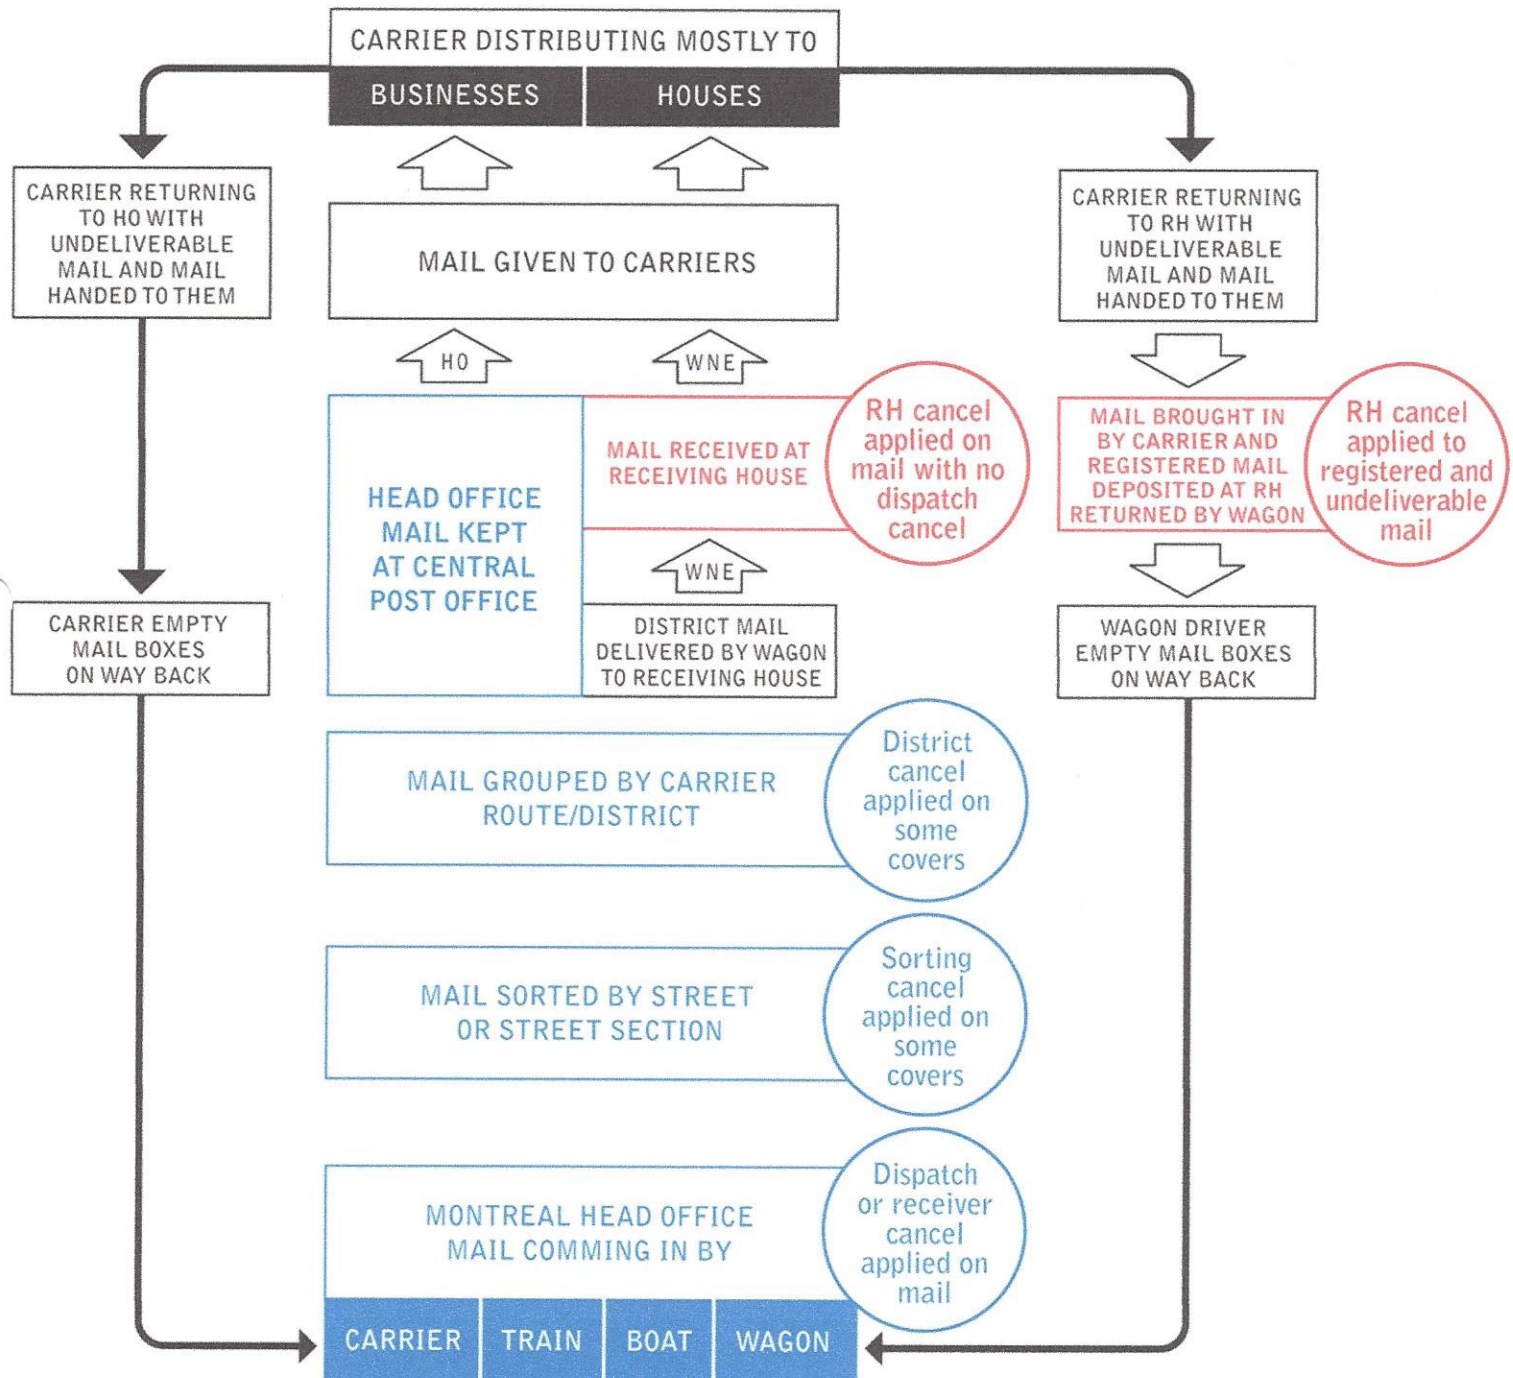 CARRIER DISTRIBUTING MOSTLY TO
BUSINESSES
HOUSES
CARRIER RETURNING
TO HO WITH
UNDELIVERABLE
MAIL AND MAIL
HANDED TO THEM
MAIL GIVEN TO CARRIERS
CARRIER RETURNING
TO RH WITH
UNDELIVERABLE
MAIL AND MAIL
HANDED TO THEM
HO
WNE
HEAD OFFICE
MAIL KEPT
AT CENTRAL
POST OFFICE
MAIL RECEIVED AT
RECEIVING HOUSE
RH cancel
applied on
mail with no
dispatch
cancel
MAIL BROUGHT IN
BY CARRIER AND
REGISTERED MAIL
DEPOSITED AT RH
RETURNED BY WAGON
RH cancel
applied to
registered and
undeliverable
mail
WNE
CARRIER EMPTY
MAIL BOXES
ON WAY BACK
DISTRICT MAIL
DELIVERED BY WAGON
TO RECEIVING HOUSE
WAGON DRIVER
EMPTY MAIL BOXES
ON WAY BACK
MAIL GROUPED BY CARRIER
ROUTE/DISTRICT
District
cancel
applied on
some
covers
MAIL SORTED BY STREET
OR STREET SECTION
Sorting
cancel
applied on
some
covers
MONTREAL HEAD OFFICE
MAIL COMMING IN BY
Dispatch
or receiver
cancel
applied on
mail
CARRIER
TRAIN
BOAT
WAGON